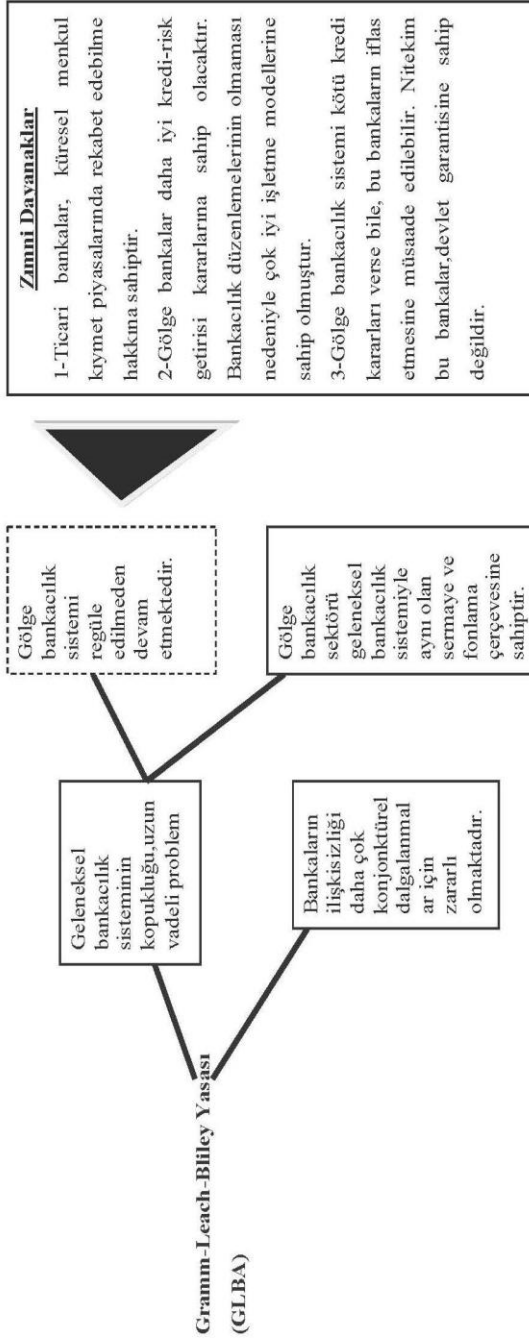 Gramm-Leach-Bliley Yasası
(GLBA)
Geleneksel
bankacılık
sisteminin
kopukluğu,uzun
vadeli problem
Bankaların
ilişkisizliği
daha çok
konjonktürel
dalgalanmal
ar için
zararlı
olmaktadır.
Gölge
bankacılık
sistemi
regüle
edilmeden
devam
etmektedir.
Gölge
bankacılık
sektörü
geleneksel
bankacılık
sistemiyle
aynı olan
sermaye ve
fonlama
çerçevesine
sahiptir.
Zımni Dayanaklar
1-Ticari bankalar, küresel menkul
kıymet piyasalarında rekabet edebilme
hakkına sahiptir.
2-Gölge bankalar daha iyi kredi-risk
getirisi kararlarına sahip olacaktır.
Bankacılık düzenlemelerinin olmaması
nedeniyle çok iyi işletme modellerine
sahip olmuştur.
3-Gölge bankacılık sistemi kötü kredi
kararları verse bile, bu bankaların iflas
etmesine müsaade edilebilir. Nitekim
bu bankalar,devlet garantisine sahip
değildir.